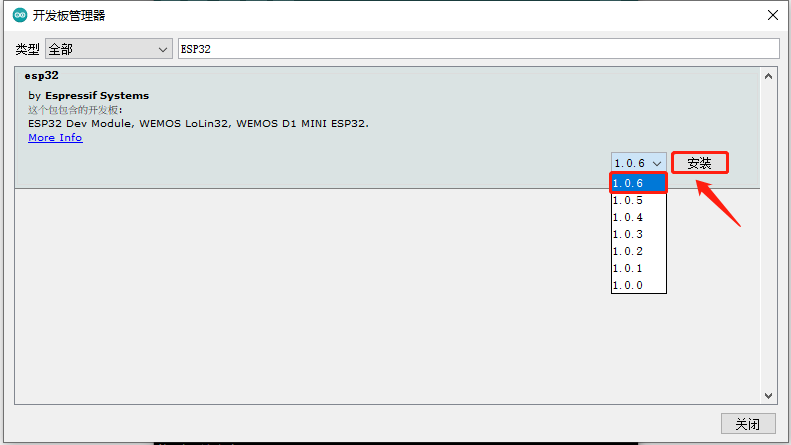 开发板管理器
类型 全部 ESP32
esp32
by Espressif Systems
这个包包含的开发板:
ESP32 Dev Module, WEMOS LoLin32, WEMOS D1 MINI ESP32.
More Info
1.0.6 安装
1.0.6
1.0.5
1.0.4
1.0.3
1.0.2
1.0.1
1.0.0
关闭